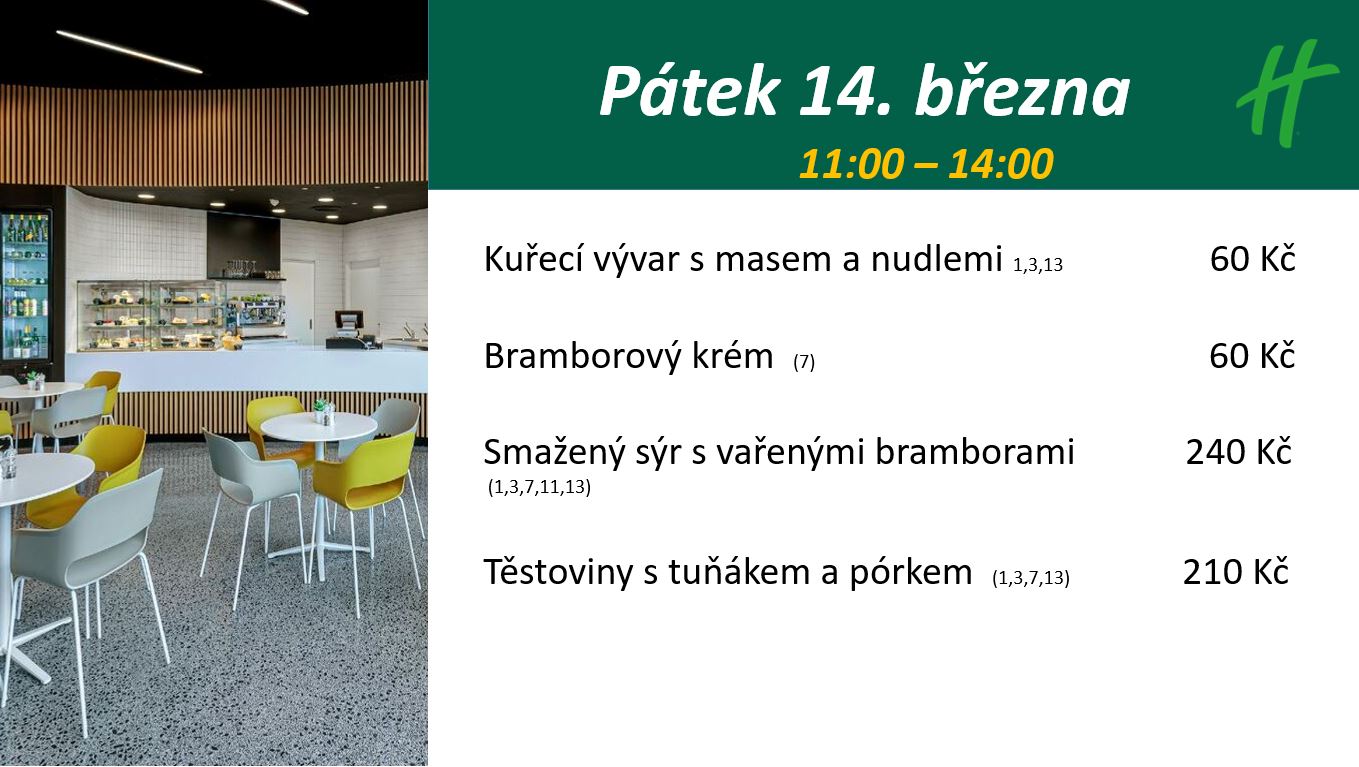 Pátek 14. března
11:00 – 14:00
Kuřecí vývar s masem a nudlemi 1,3,13 60 Kč
Bramborový krém (7) 60 Kč
Smažený sýr s vařenými bramborami 240 Kč
(1,3,7,11,13)
Těstoviny s tuňákem a pórkem (1,3,7,13) 210 Kč